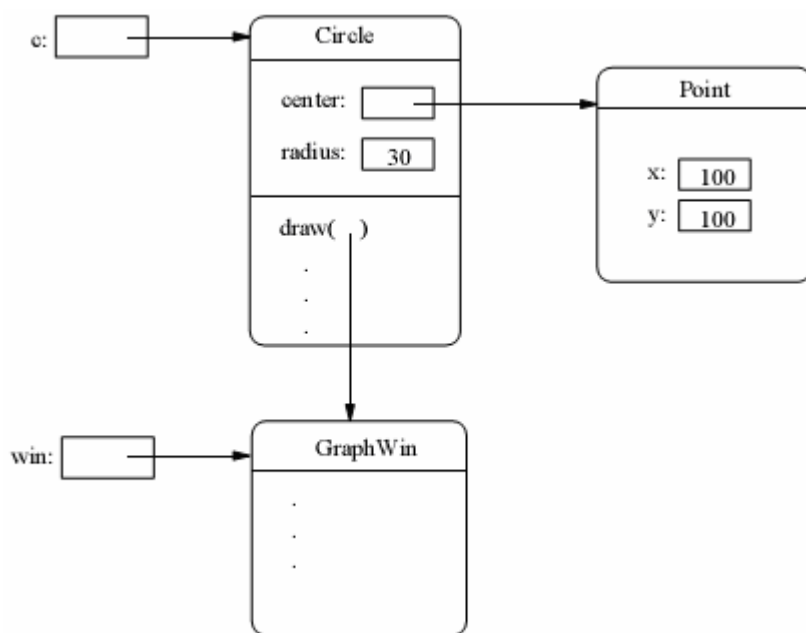 c:
Circle
center:
radius: 30
draw( )
.
.
.
Point
x: 100
y: 100
win:
GraphWin
.
.
.